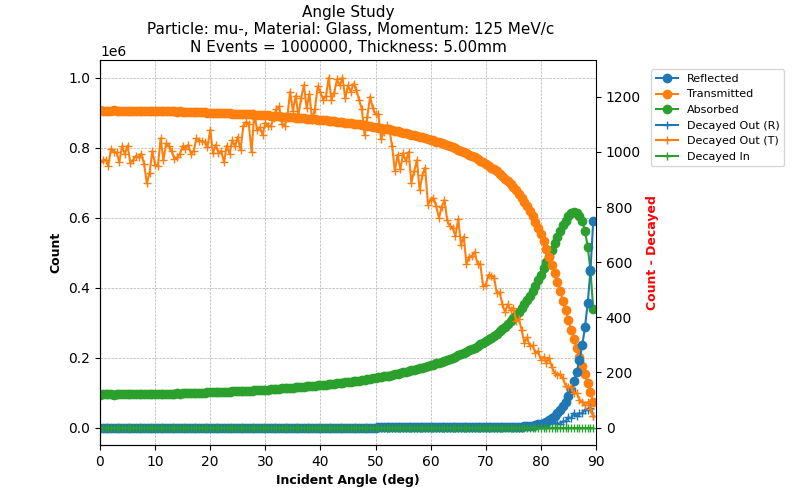 Angle Study
Particle: mu-, Material: Glass, Momentum: 125 MeV/c
N Events = 1000000, Thickness: 5.00mm
1e6
1.0
0.8
0.6
0.4
0.2
0.0
Count
0 10 20 30 40 50 60 70 80 90
Incident Angle (deg)
1200
1000
800
600
400
200
0
Count - Decayed
Reflected
Transmitted
Absorbed
Decayed Out (R)
Decayed Out (T)
Decayed In